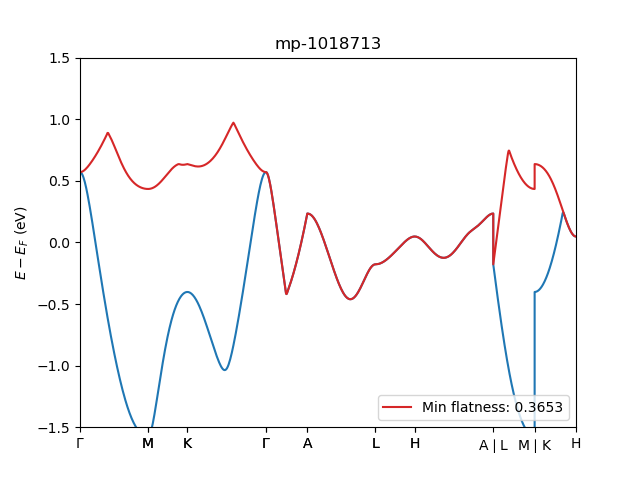 mp-1018713
1.5
1.0
0.5
0.0
−0.5
−1.0
−1.5
E − E_F (eV)
Min flatness: 0.3653
Γ M K Γ A L H A | L M | K H